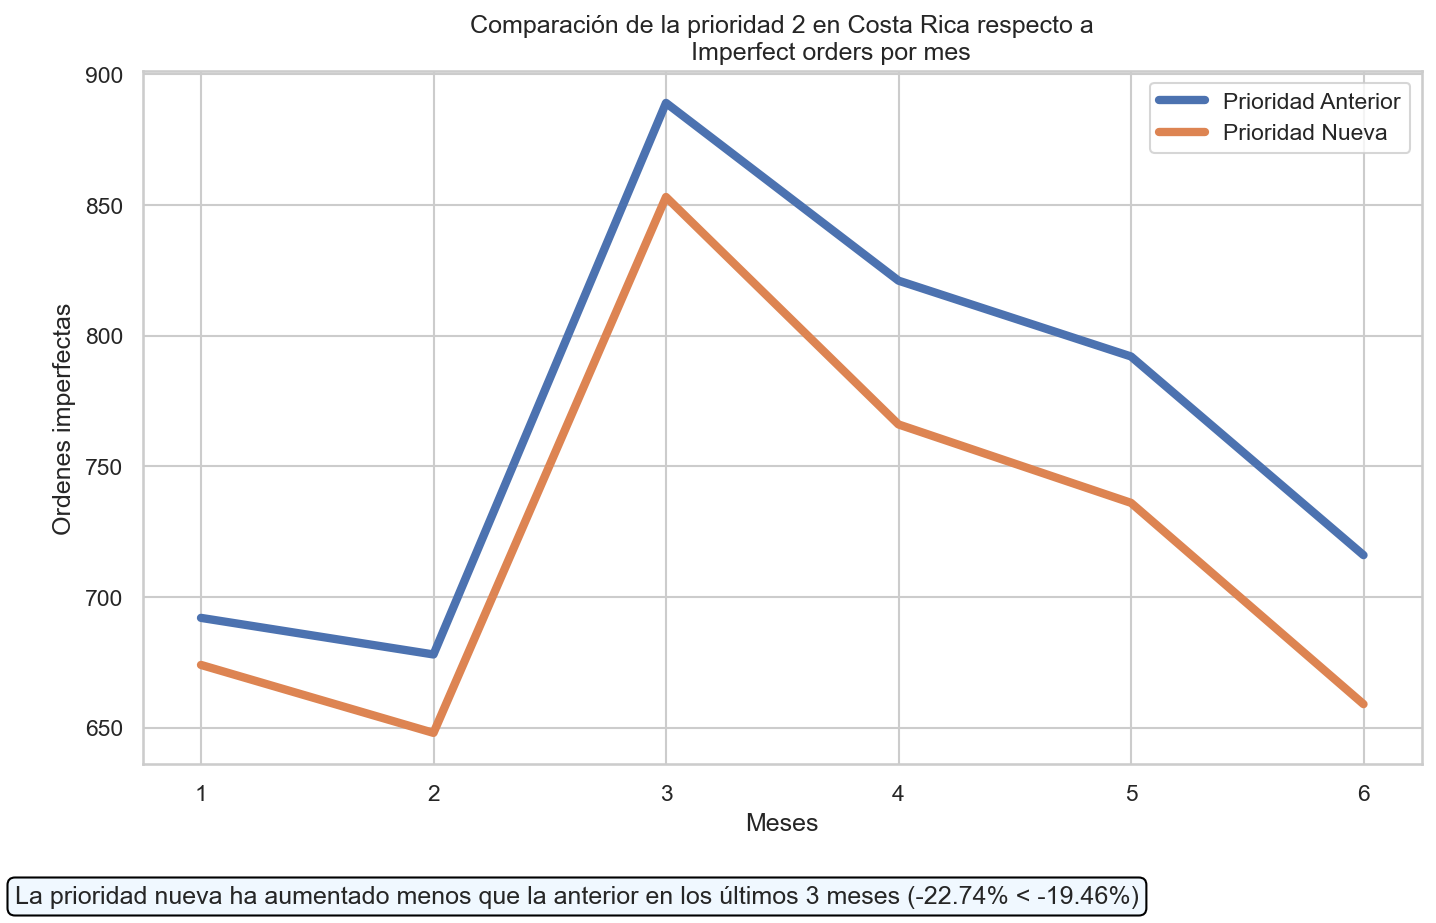 Comparación de la prioridad 2 en Costa Rica respecto a
Imperfect orders por mes
Prioridad Anterior
Prioridad Nueva
Ordenes imperfectas
900
850
800
750
700
650
1 2 3 4 5 6
Meses
La prioridad nueva ha aumentado menos que la anterior en los últimos 3 meses (-22.74% < -19.46%)